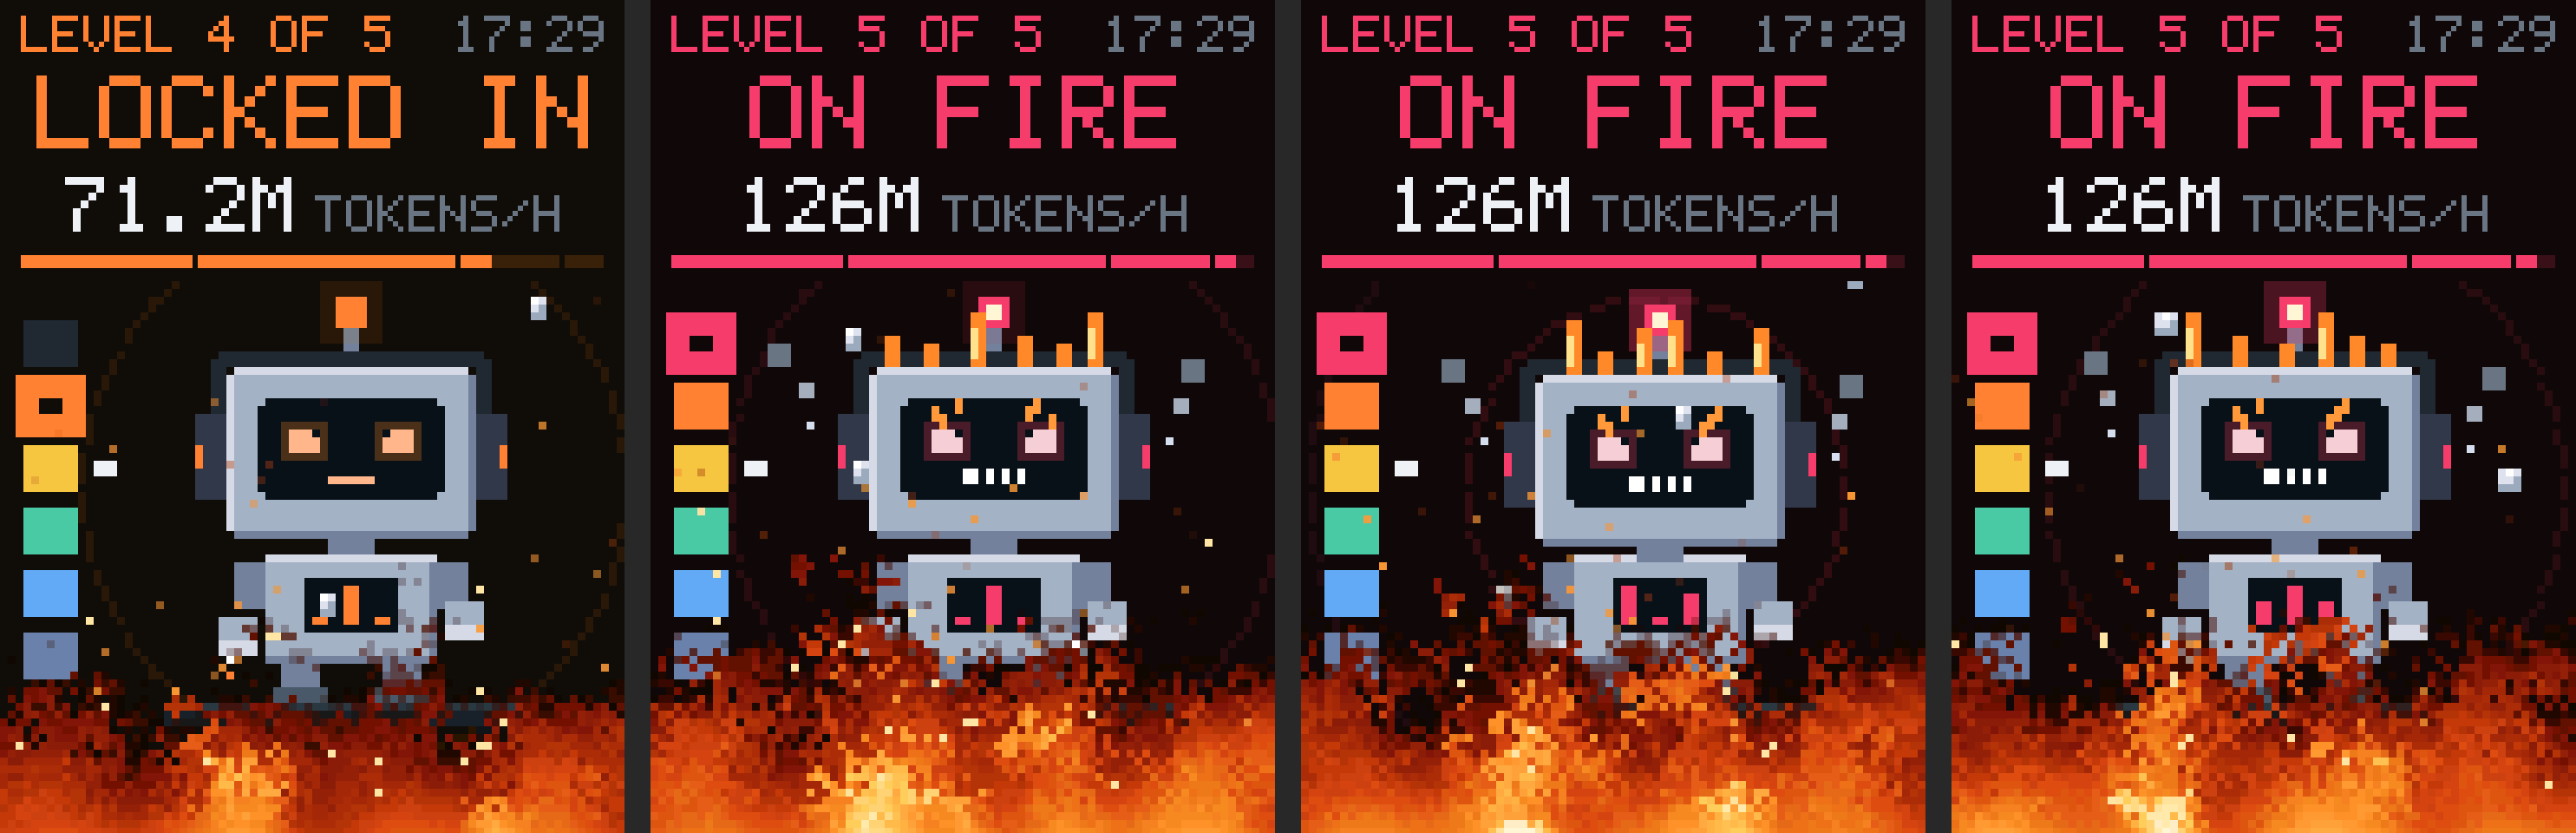 LEVEL 4 OF 5 17:29
LOCKED IN
71.2M TOKENS/H
LEVEL 5 OF 5 17:29
ON FIRE
126M TOKENS/H
LEVEL 5 OF 5 17:29
ON FIRE
126M TOKENS/H
LEVEL 5 OF 5 17:29
ON FIRE
126M TOKENS/H